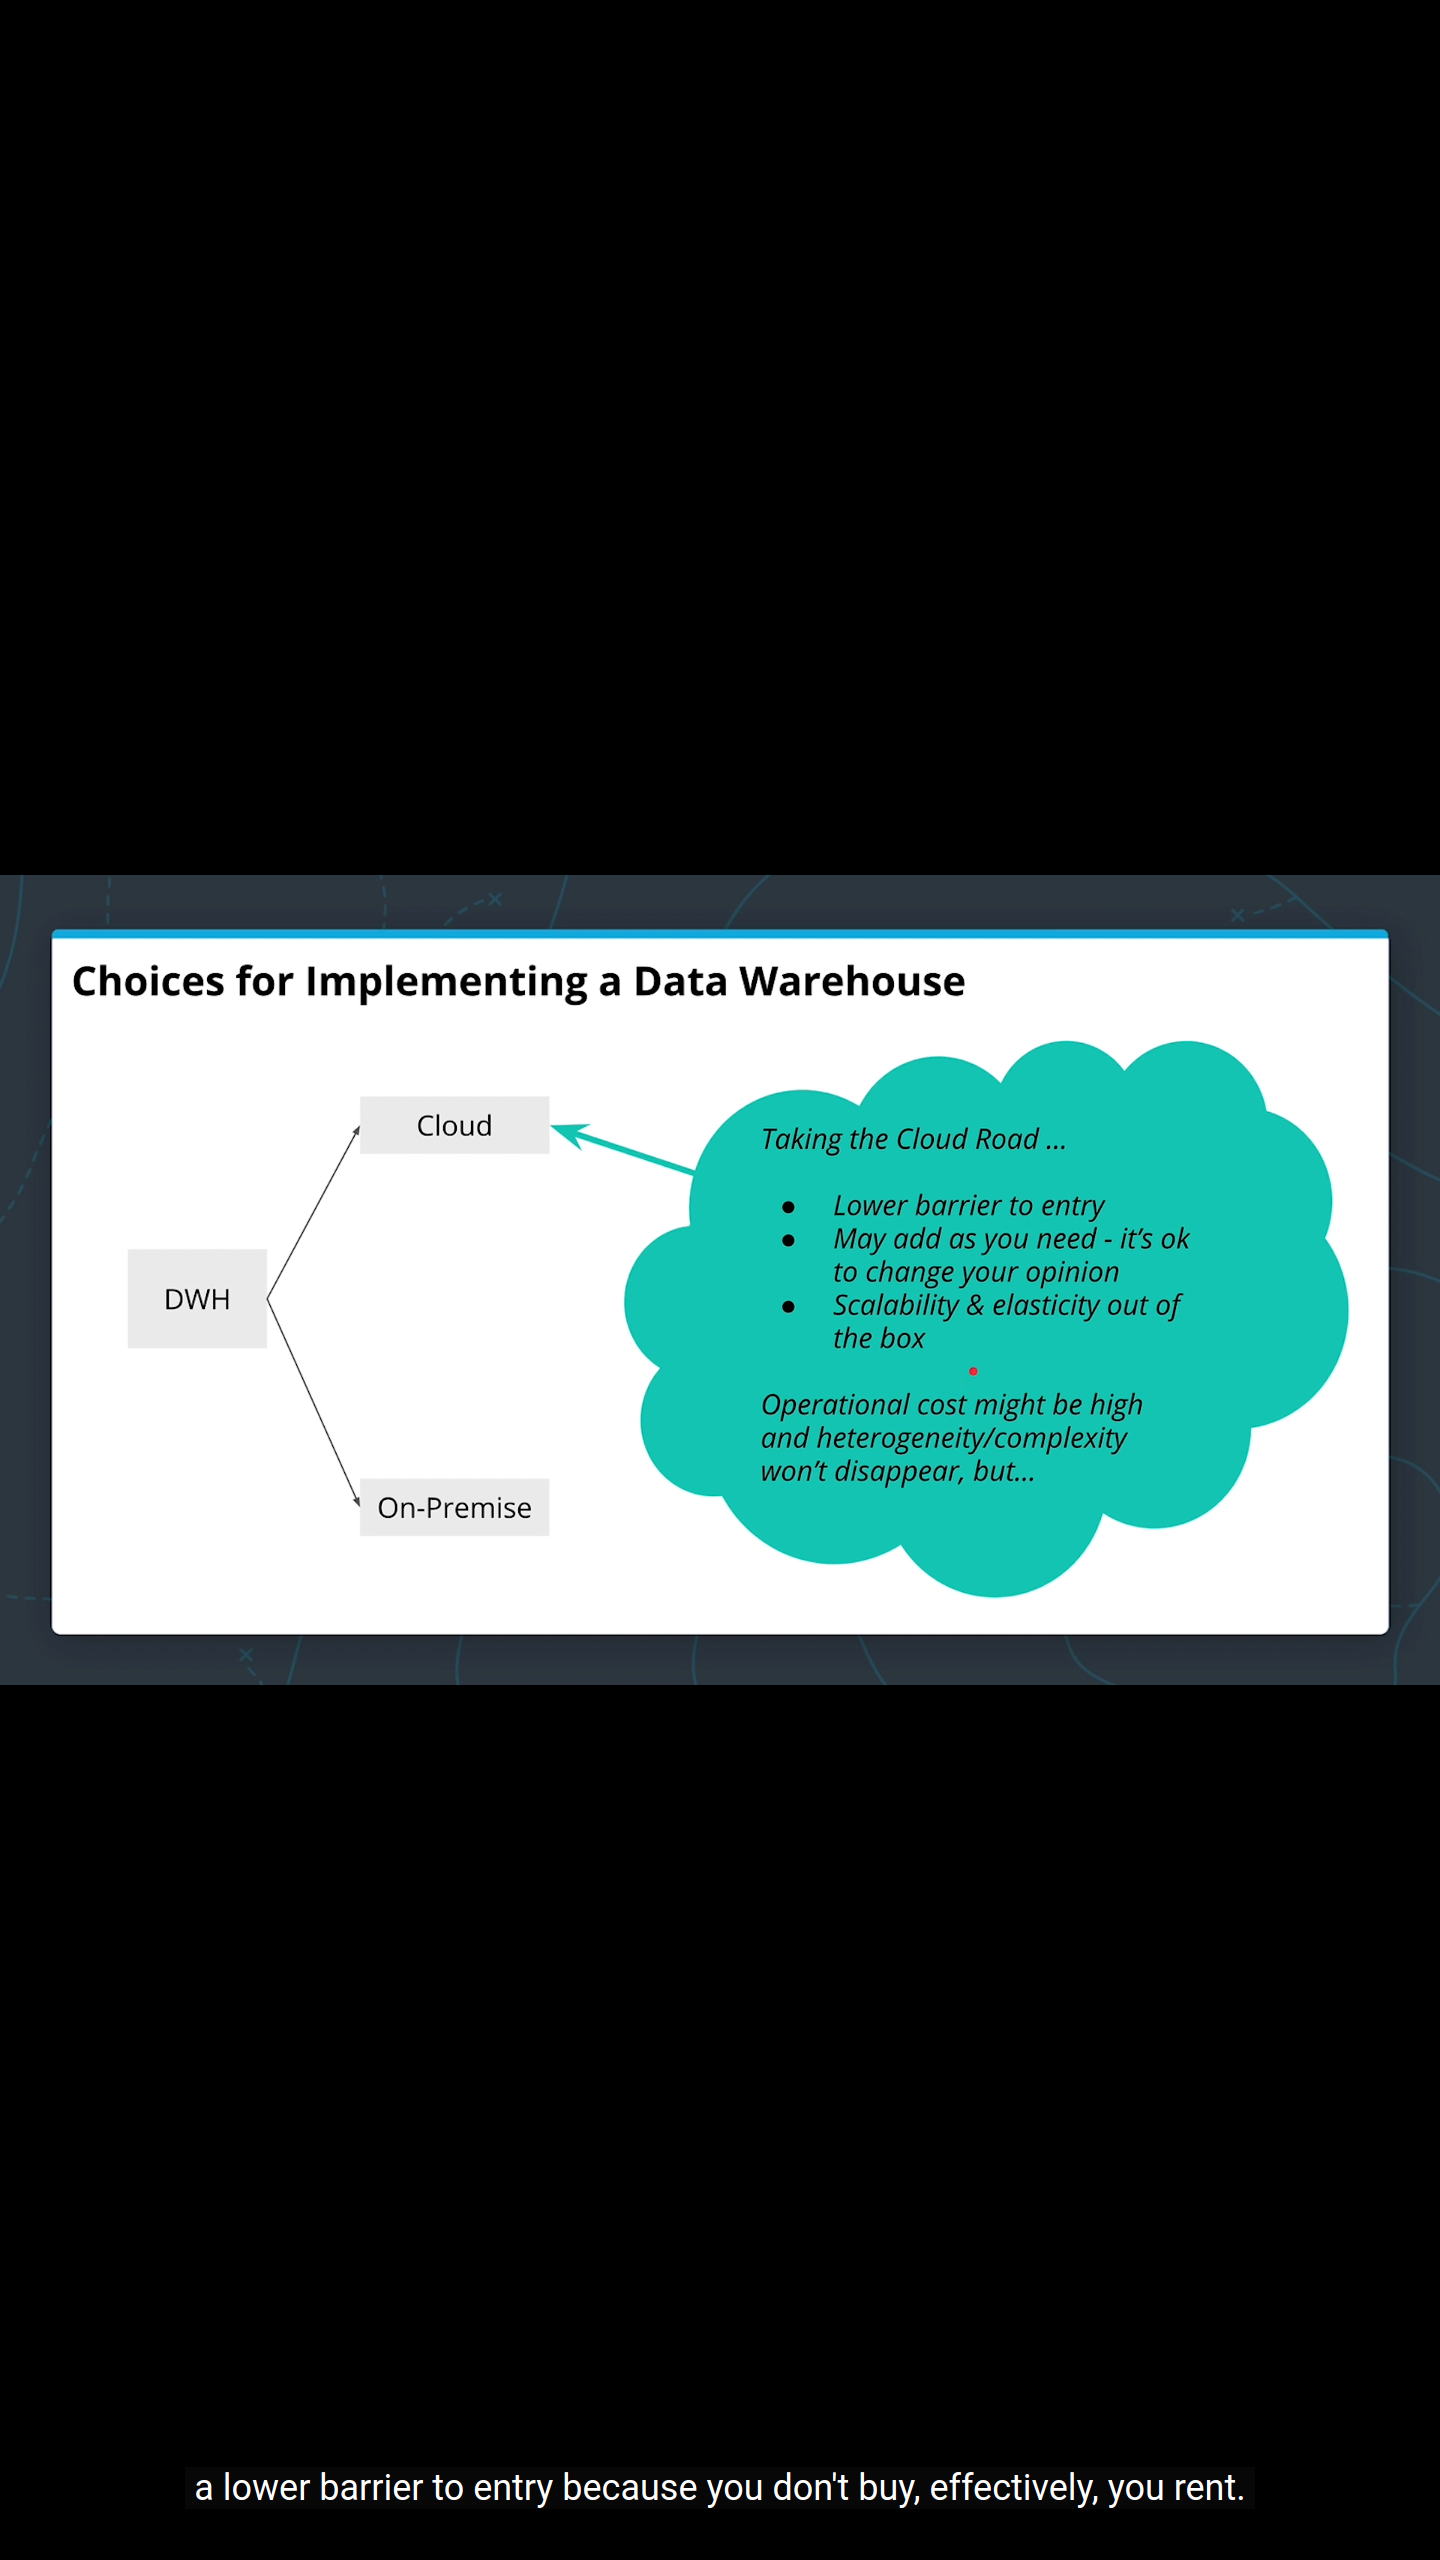 Choices for Implementing a Data Warehouse
Cloud
DWH
On-Premise
Taking the Cloud Road ...
● Lower barrier to entry
● May add as you need - it’s ok
to change your opinion
● Scalability & elasticity out of
the box
Operational cost might be high
and heterogeneity/complexity
won’t disappear, but...
a lower barrier to entry because you don't buy, effectively, you rent.